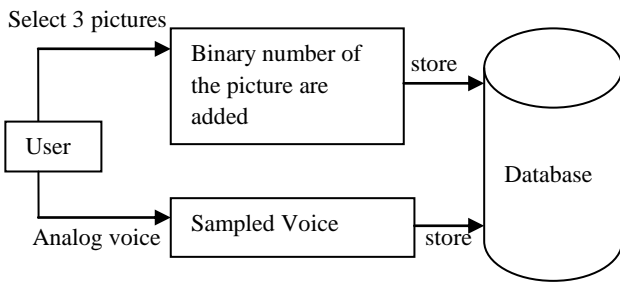 Select 3 pictures
Binary number of
the picture are
added
store
User
Database
Analog voice
Sampled Voice
store